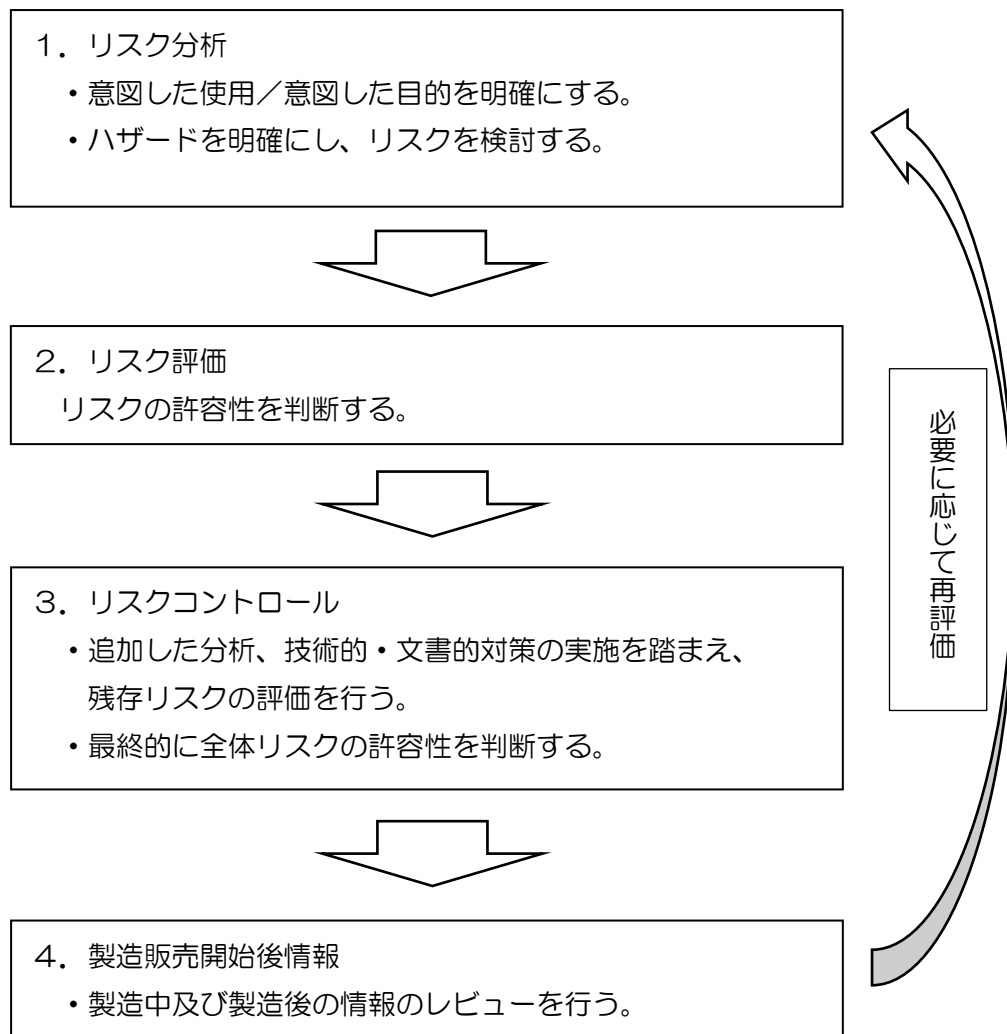 １．リスク分析
・意図した使用／意図した目的を明確にする。
・ハザードを明確にし、リスクを検討する。
２．リスク評価
リスクの許容性を判断する。
３．リスクコントロール
・追加した分析、技術的・文書的対策の実施を踏まえ、
残存リスクの評価を行う。
・最終的に全体リスクの許容性を判断する。
４．製造販売開始後情報
・製造中及び製造後の情報のレビューを行う。
必要に応じて再評価